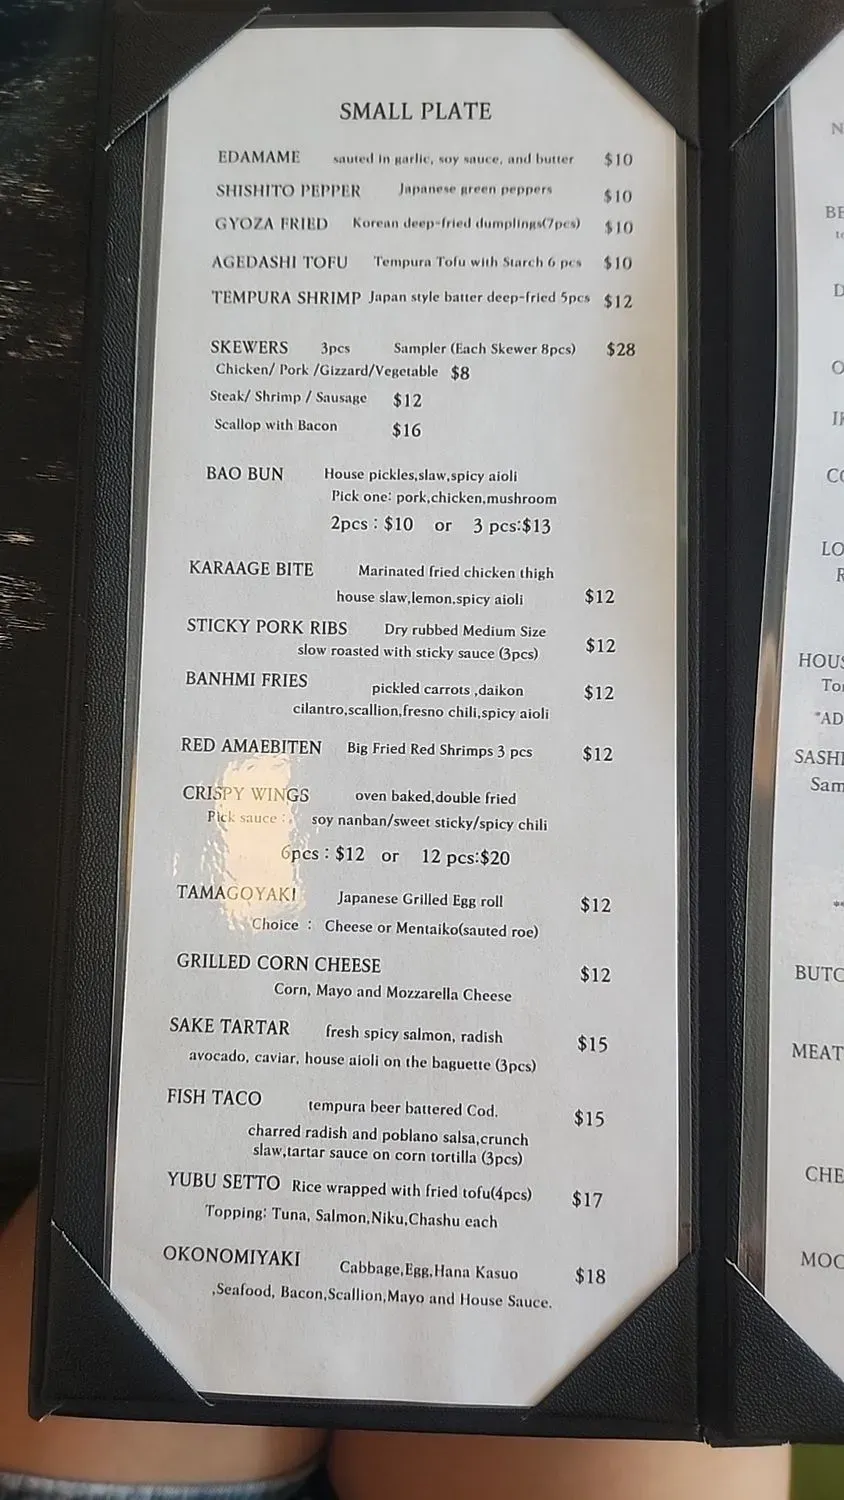 SMALL PLATE
EDAMAME sauted in garlic, soy sauce, and butter $10
SHISHITO PEPPER Japanese green peppers $10
GYOZA FRIED Korean deep-fried dumplings(7pcs) $10
AGEDASHI TOFU Tempura Tofu with Starch 6 pcs $10
TEMPURA SHRIMP Japan style batter deep-fried 5pcs $12
SKEWERS 3pcs Sampler (Each Skewer 8pcs) $28
Chicken/ Pork /Gizzard/Vegetable $8
Steak/ Shrimp / Sausage $12
Scallop with Bacon $16
BAO BUN House pickles,slaw,spicy aioli
Pick one: pork,chicken,mushroom
2pcs : $10 or 3 pcs:$13
KARAAGE BITE Marinated fried chicken thigh
house slaw,lemon,spicy aioli $12
STICKY PORK RIBS Dry rubbed Medium Size
slow roasted with sticky sauce (3pcs) $12
BANHMI FRIES pickled carrots ,daikon $12
cilantro,scallion,fresno chili,spicy aioli
RED AMAEBITEN Big Fried Red Shrimps 3 pcs $12
CRISPY WINGS oven baked,double fried
Pick sauce : soy nanban/sweet sticky/spicy chili
6pcs : $12 or 12 pcs:$20
TAMAGOYAKI Japanese Grilled Egg roll $12
Choice : Cheese or Mentaiko(sauted roe)
GRILLED CORN CHEESE $12
Corn, Mayo and Mozzarella Cheese
SAKE TARTAR fresh spicy salmon, radish $15
avocado, caviar, house aioli on the baguette (3pcs)
FISH TACO tempura beer battered Cod. $15
charred radish and poblano salsa,crunch
slaw,tartar sauce on corn tortilla (3pcs)
YUBU SETTO Rice wrapped with fried tofu(4pcs) $17
Topping: Tuna, Salmon,Niku,Chashu each
OKONOMIYAKI Cabbage,Egg,Hana Kasuo $18
,Seafood, Bacon,Scallion,Mayo and House Sauce.